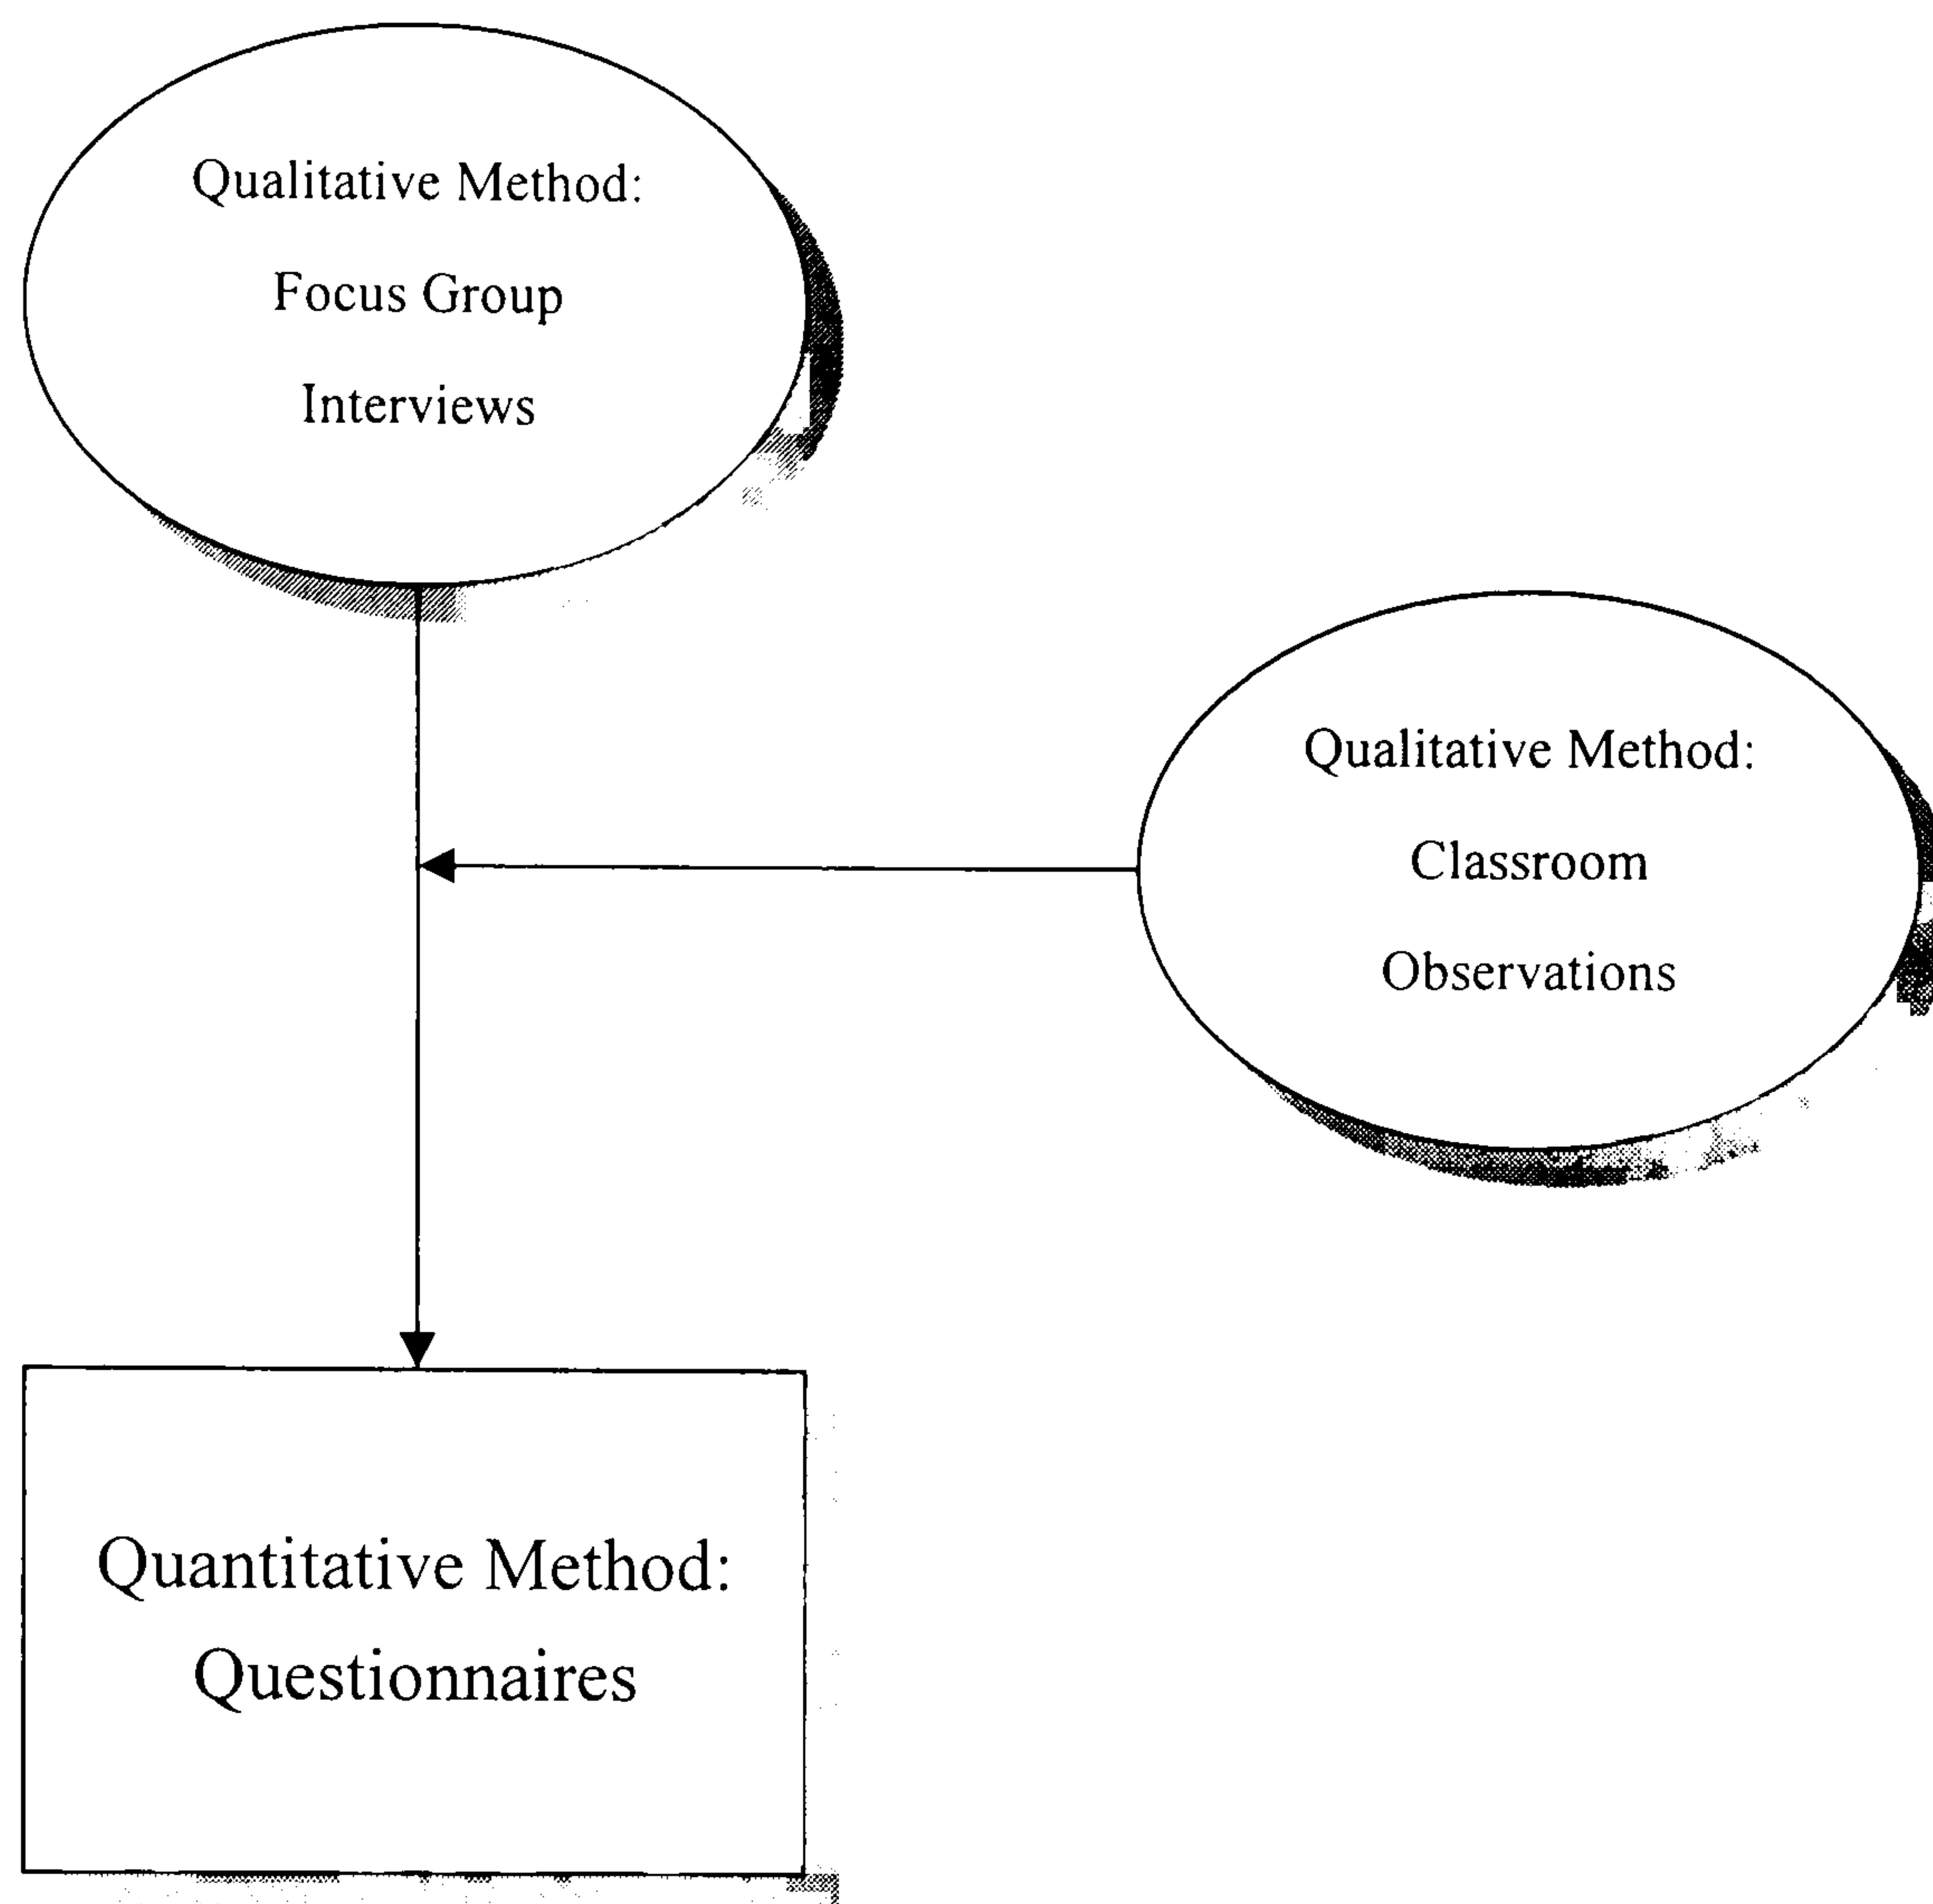 Qualitative Method:
Focus Group
Interviews
Qualitative Method:
Classroom
Observations
Quantitative Method:
Questionnaires